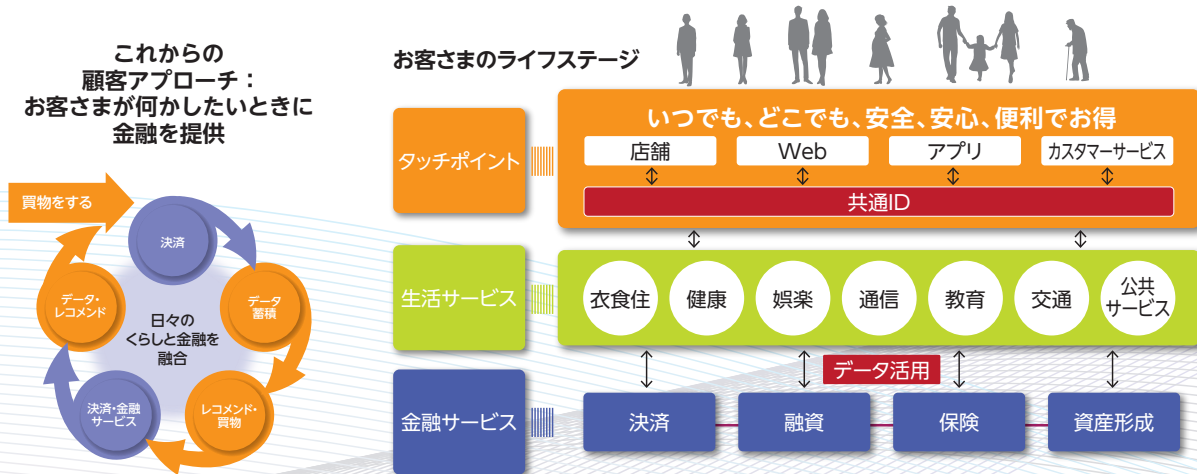 これからの
顧客アプローチ：
お客さまが何かしたいときに
金融を提供
買物をする
決済
データ
蓄積
レコメンド・
買物
決済・金融
サービス
データ・
レコメンド
日々の
くらしと金融を
融合
お客さまのライフステージ
タッチポイント
いつでも、どこでも、安全、安心、便利でお得
店舗
Web
アプリ
カスタマーサービス
共通ID
生活サービス
衣食住
健康
娯楽
通信
教育
交通
公共
サービス
データ活用
金融サービス
決済
融資
保険
資産形成